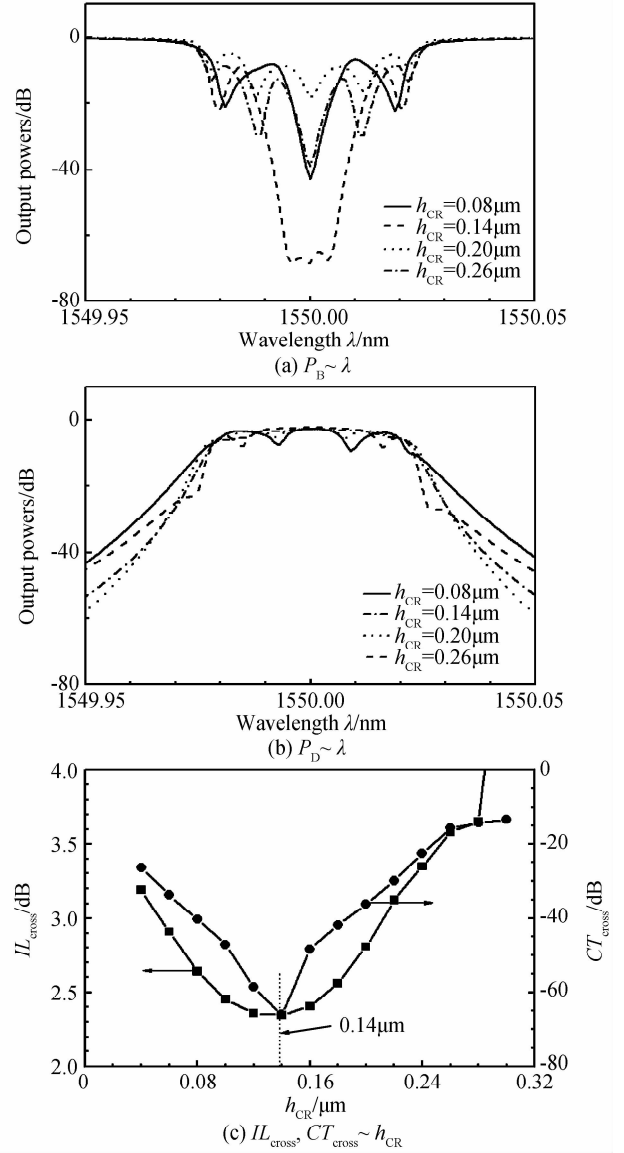 0
-40
-80
Output powers/dB
h_CR=0.08μm
h_CR=0.14μm
h_CR=0.20μm
h_CR=0.26μm
1549.95 1550.00 1550.05
Wavelength λ/nm
(a) P_B~ λ
0
-40
-80
Output powers/dB
h_CR=0.08μm
h_CR=0.14μm
h_CR=0.20μm
h_CR=0.26μm
1549.95 1550.00 1550.05
Wavelength λ/nm
(b) P_D~ λ
4.0
3.5
3.0
2.5
2.0
IL_cross/dB
0
-20
-40
-60
-80
CT_cross/dB
0.14μm
0 0.08 0.16 0.24 0.32
h_CR/μm
(c) IL_cross, CT_cross~ h_CR